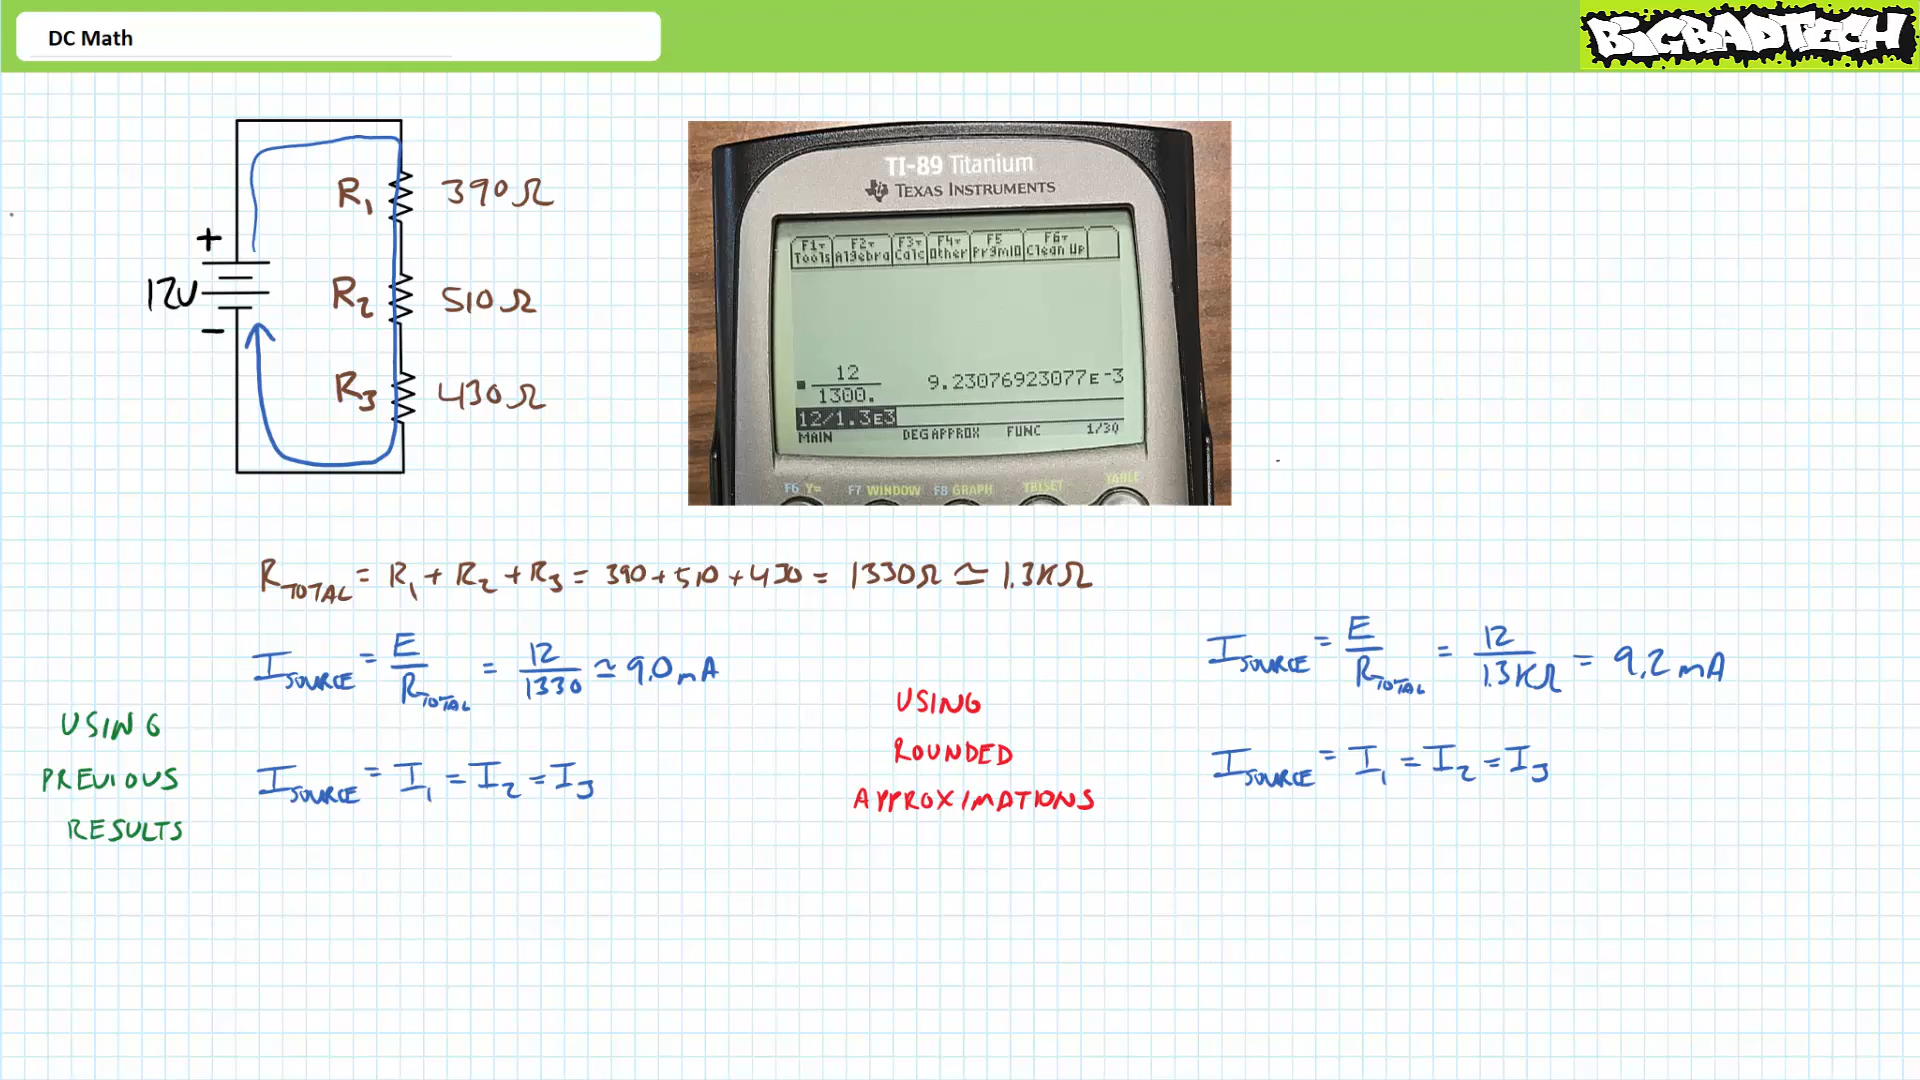 DC Math
BIGBADTECH
R1 390Ω
+
12V
R2 510Ω
−
R3 430Ω
TI-89 Titanium
TEXAS INSTRUMENTS
F1▾ Tools F2▾ Algebra F3▾ Calc F4▾ Other F5 PrgmIO F6▾ Clean Up
12/1300. 9.23076923077E-3
12/1.3E3
MAIN DEG APPROX FUNC 1/30
F6 Y= F7 WINDOW F8 GRAPH TBLSET TABLE
RTOTAL = R1 + R2 + R3 = 390 + 510 + 430 = 1330Ω ≃ 1.3KΩ
ISOURCE = E/RTOTAL = 12/1330 ≃ 9.0mA
ISOURCE = I1 = I2 = I3
USING
PREVIOUS
RESULTS
USING
ROUNDED
APPROXIMATIONS
ISOURCE = E/RTOTAL = 12/1.3KΩ = 9.2mA
ISOURCE = I1 = I2 = I3